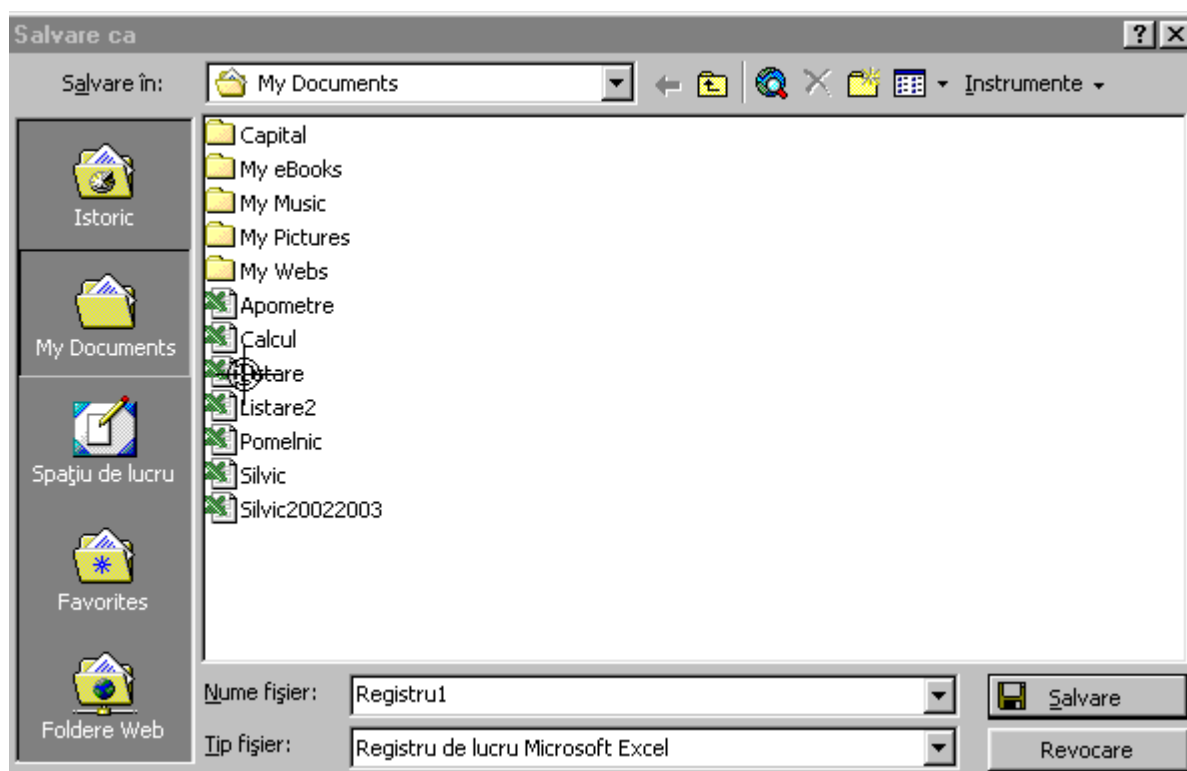 Salvare ca
Salvare în: My Documents Instrumente
Istoric
My Documents
Spaţiu de lucru
Favorites
Foldere Web
Capital
My eBooks
My Music
My Pictures
My Webs
Apometre
Calcul
Listare
Listare2
Pomelnic
Silvic
Silvic20022003
Nume fişier: Registru1 Salvare
Tip fişier: Registru de lucru Microsoft Excel Revocare